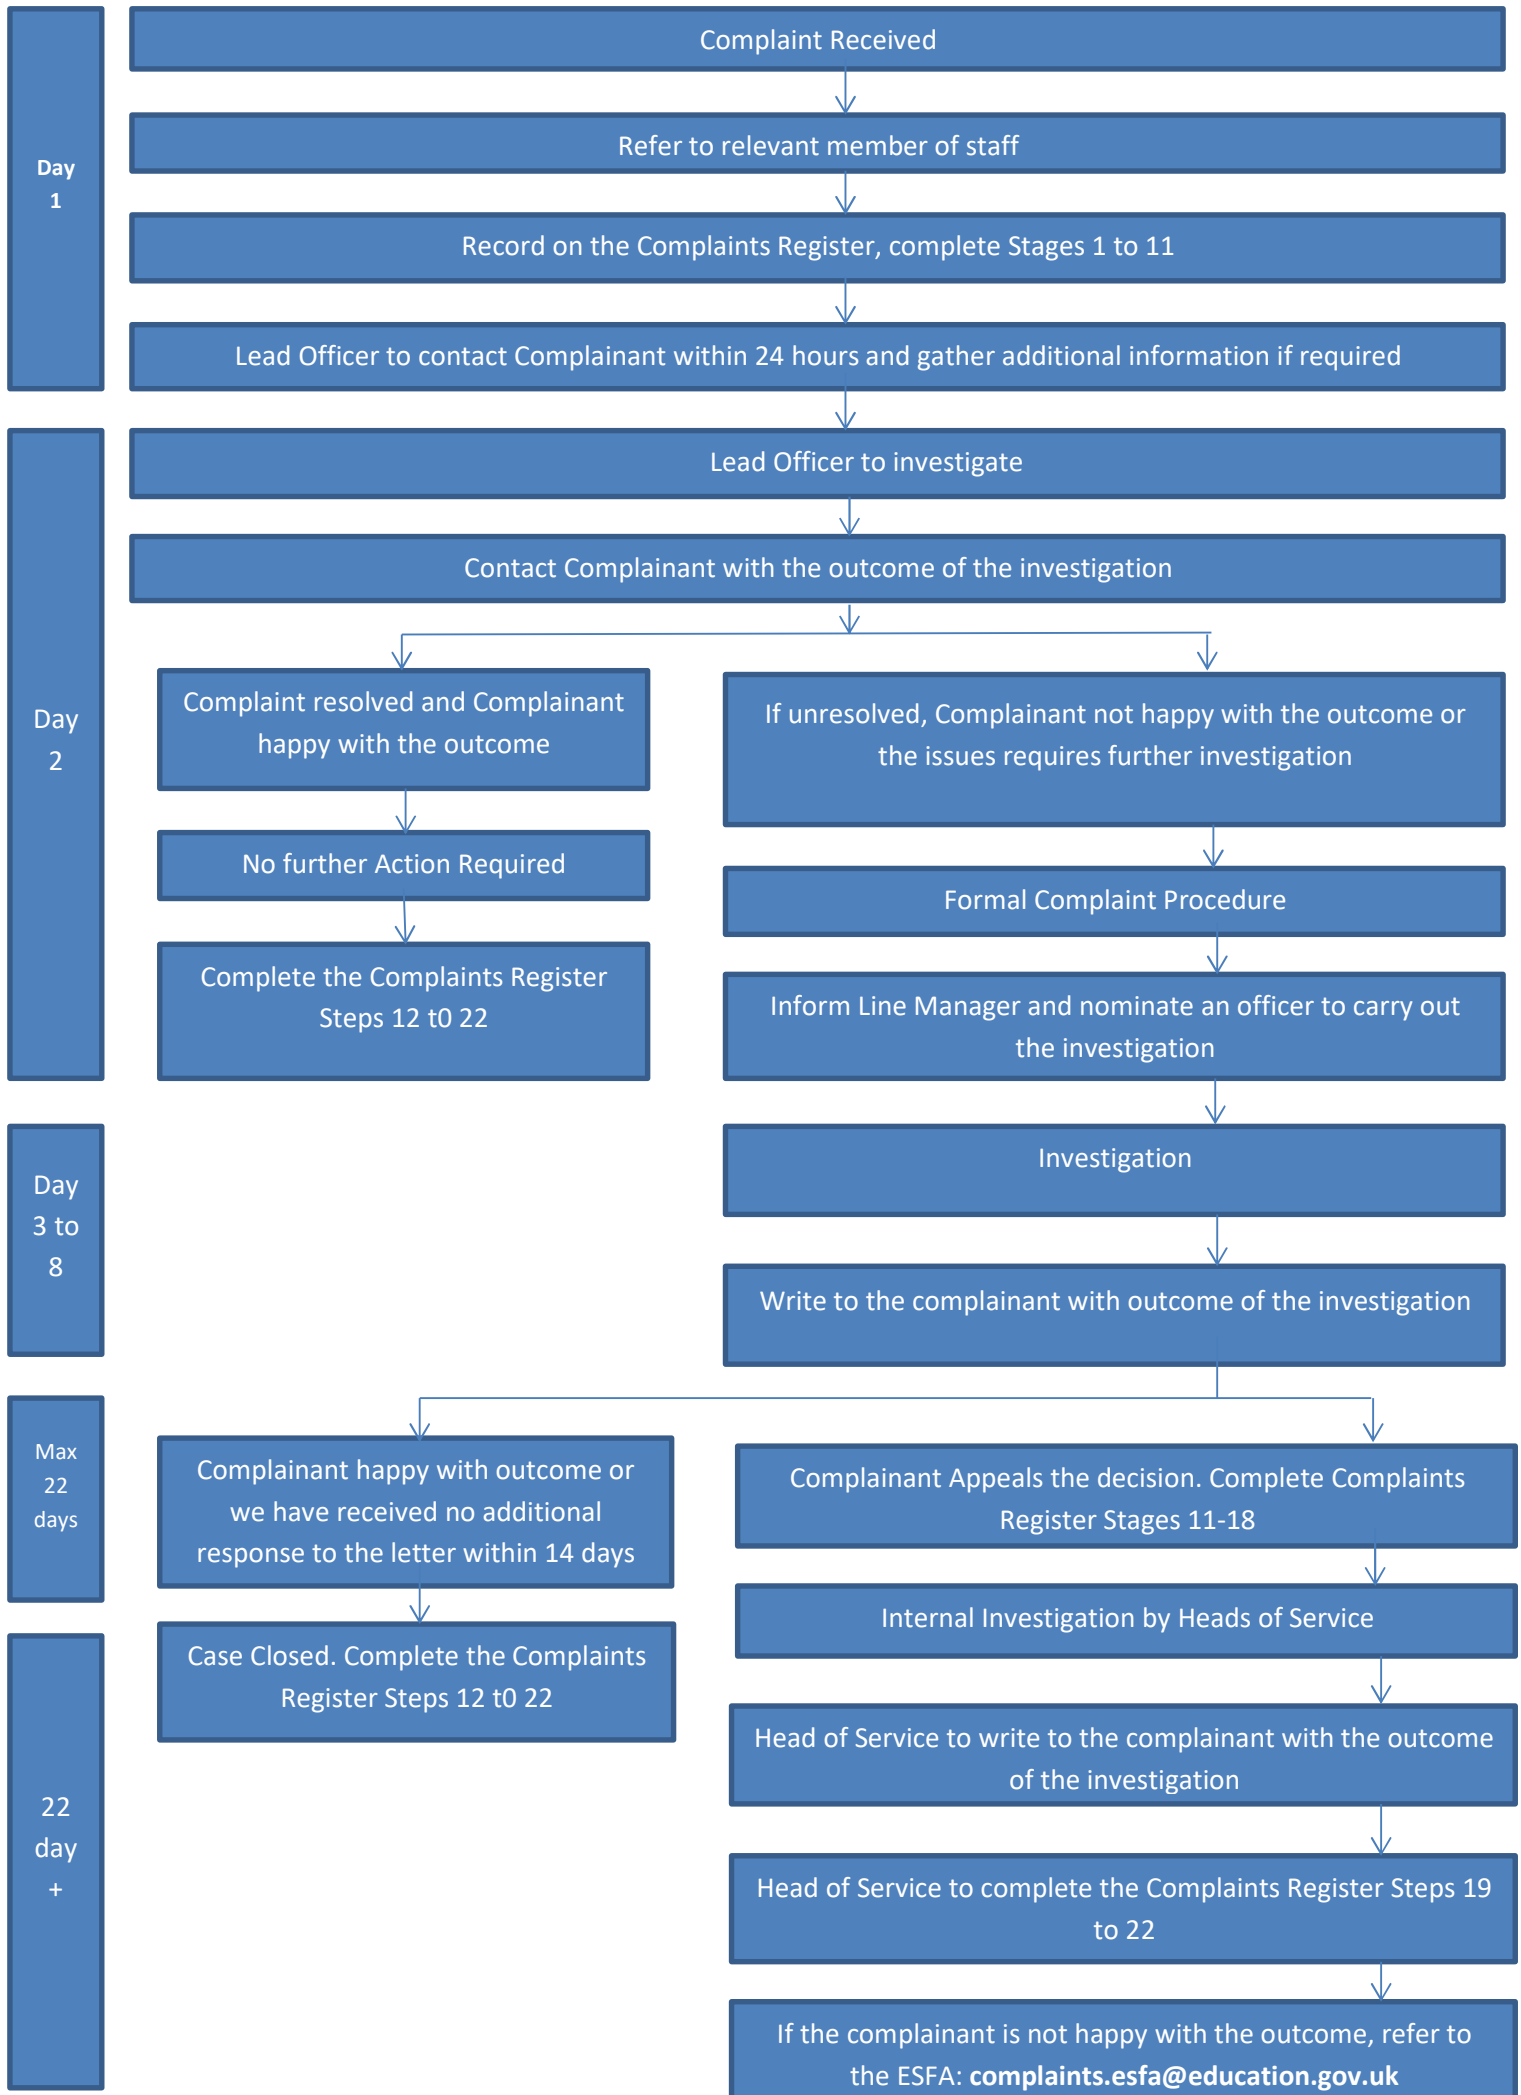 Day
1
Complaint Received
Refer to relevant member of staff
Record on the Complaints Register, complete Stages 1 to 11
Lead Officer to contact Complainant within 24 hours and gather additional information if required
Day
2
Lead Officer to investigate
Contact Complainant with the outcome of the investigation
Complaint resolved and Complainant
happy with the outcome
If unresolved, Complainant not happy with the outcome or
the issues requires further investigation
No further Action Required
Formal Complaint Procedure
Complete the Complaints Register
Steps 12 t0 22
Inform Line Manager and nominate an officer to carry out
the investigation
Day
3 to
8
Investigation
Write to the complainant with outcome of the investigation
Max
22
days
Complainant happy with outcome or
we have received no additional
response to the letter within 14 days
Complainant Appeals the decision. Complete Complaints
Register Stages 11-18
Internal Investigation by Heads of Service
22
day
+
Case Closed. Complete the Complaints
Register Steps 12 t0 22
Head of Service to write to the complainant with the outcome
of the investigation
Head of Service to complete the Complaints Register Steps 19
to 22
If the complainant is not happy with the outcome, refer to
the ESFA: complaints.esfa@education.gov.uk